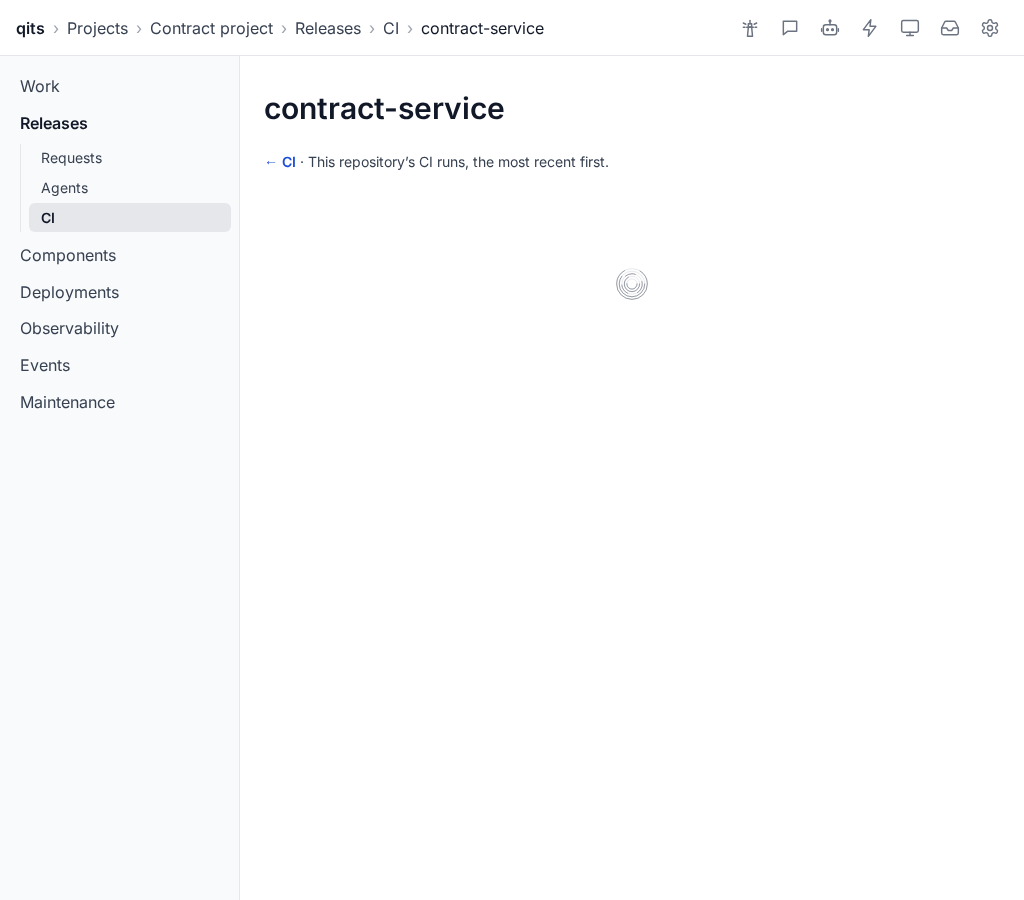 qits › Projects › Contract project › Releases › CI › contract-service
Work
Releases
Requests
Agents
CI
Components
Deployments
Observability
Events
Maintenance
contract-service
← CI · This repository’s CI runs, the most recent first.